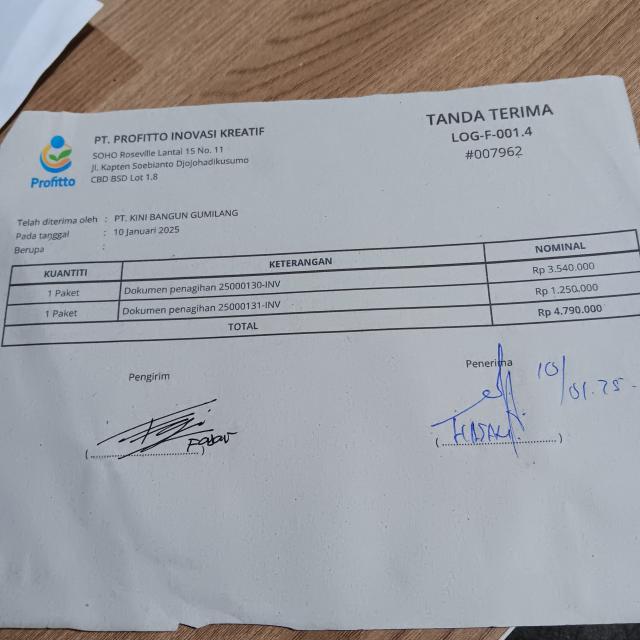 PT. PROFITTO INOVASI KREATIF
SOHO Roseville Lantai 15 No. 11
Jl. Kapten Soebianto Djojohadikusumo
CBD BSD Lot 1.8
Profitto
TANDA TERIMA
LOG-F-001.4
#007962
Telah diterima oleh : PT. KINI BANGUN GUMILANG
Pada tanggal : 10 Januari 2025
Berupa :
KUANTITI KETERANGAN NOMINAL
1 Paket Dokumen penagihan 25000130-INV Rp 3.540.000
1 Paket Dokumen penagihan 25000131-INV Rp 1.250.000
TOTAL Rp 4.790.000
Pengirim Penerima
10/01.25
(........................) (........................)